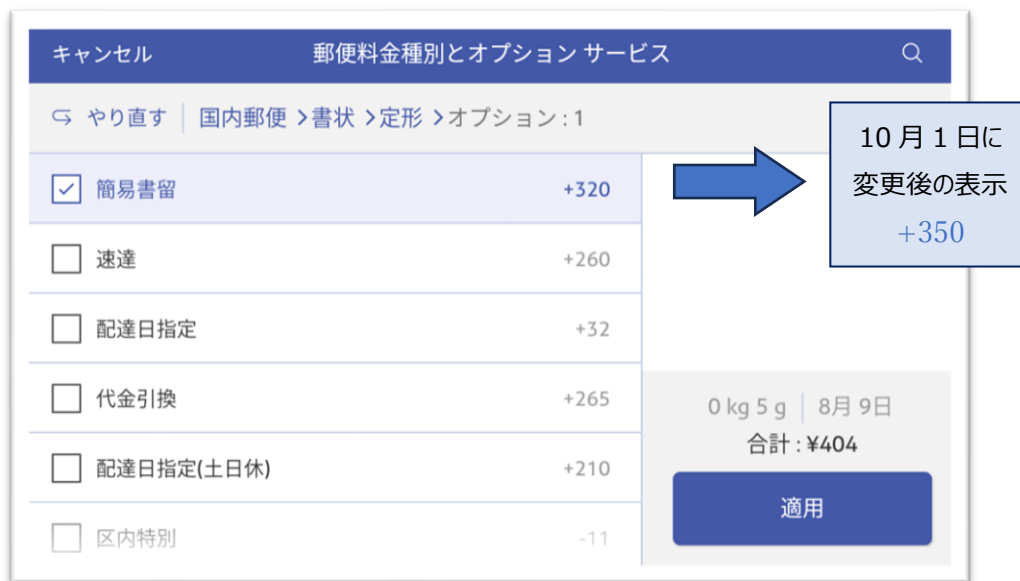 キャンセル
郵便料金種別とオプション サービス
やり直す 国内郵便 >書状 >定形 >オプション : 1
簡易書留 +320
速達 +260
配達日指定 +32
代金引換 +265
配達日指定(土日休) +210
区内特別 -11
10 月 1 日に
変更後の表示
+350
0 kg 5 g 8月 9日
合計 : ¥404
適用